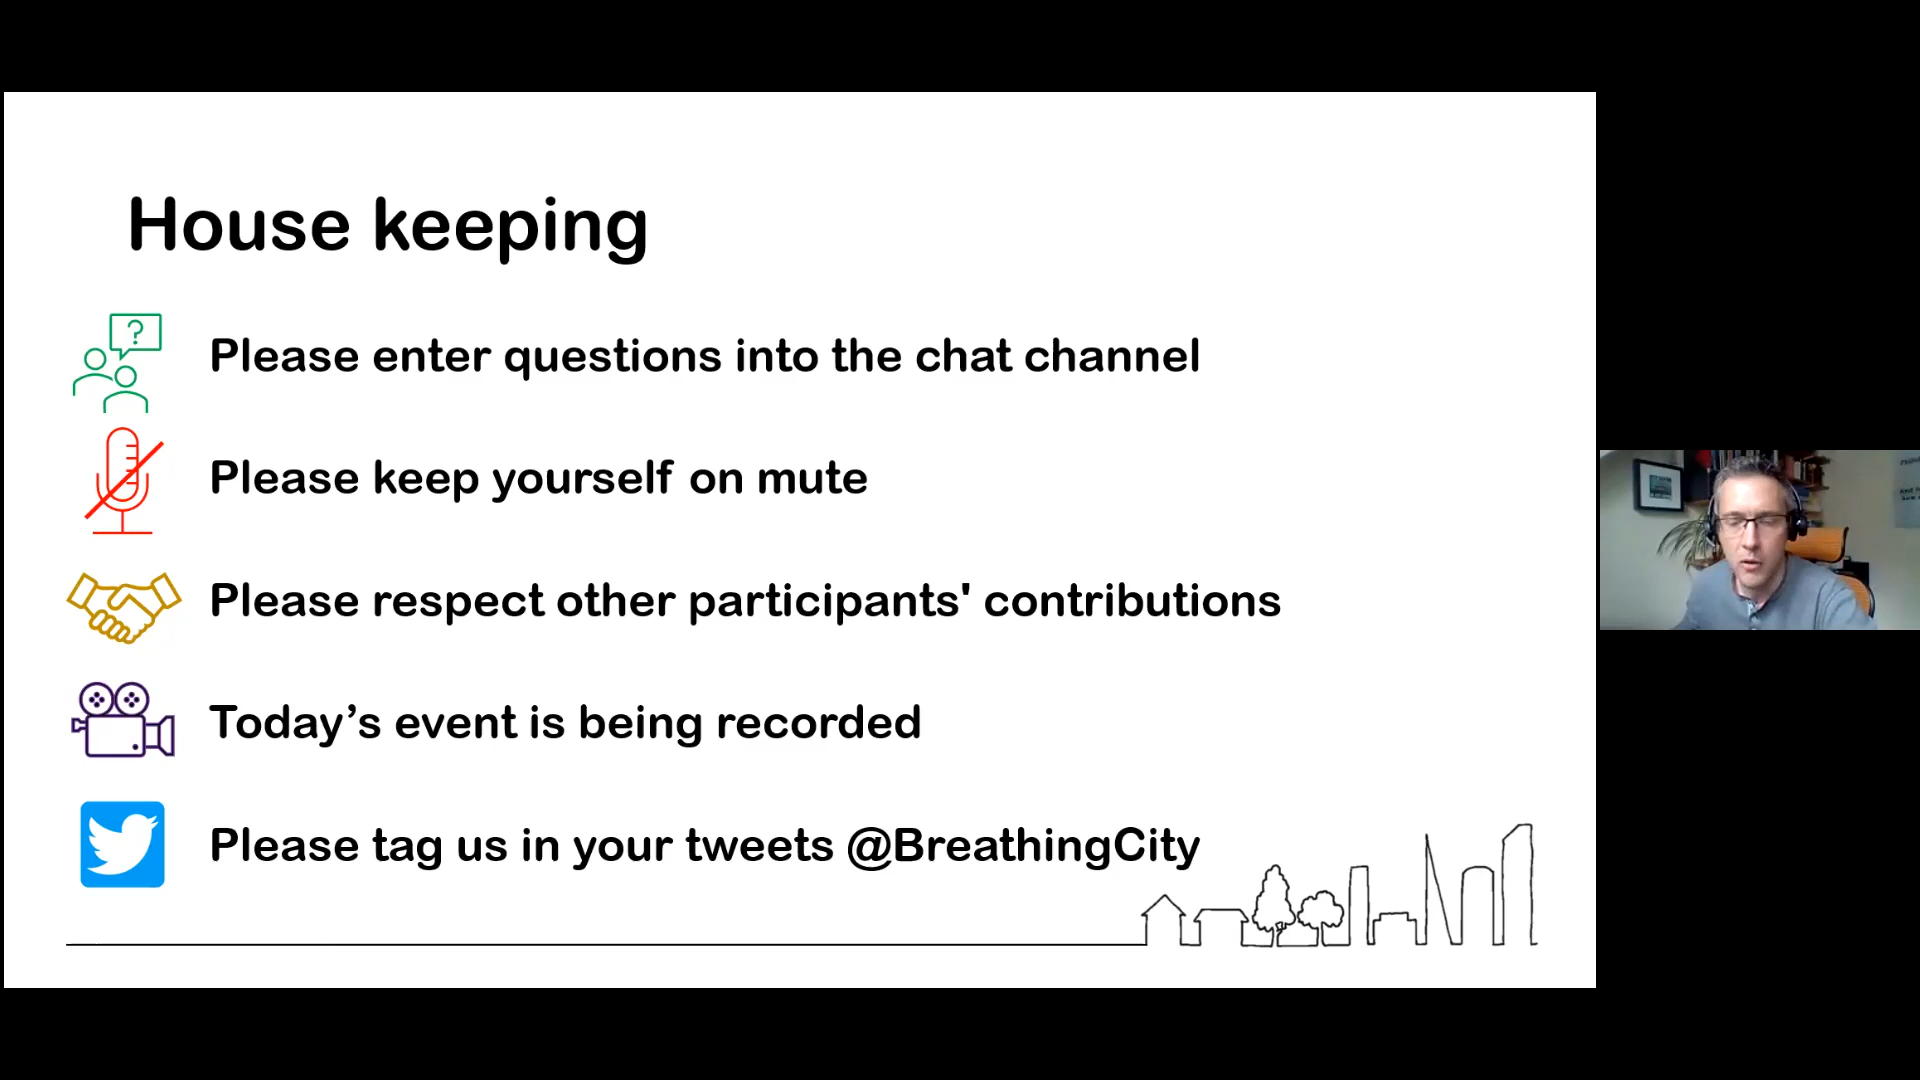 House keeping
?
Please enter questions into the chat channel
Please keep yourself on mute
Please respect other participants' contributions
Today’s event is being recorded
Please tag us in your tweets @BreathingCity